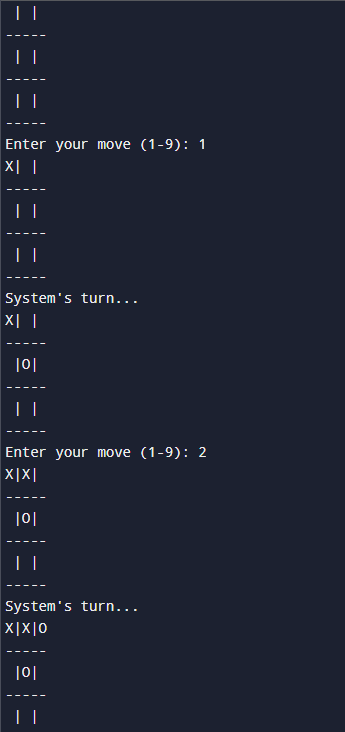 | |
-----
 | |
-----
 | |
-----
Enter your move (1-9): 1
X| |
-----
 | |
-----
 | |
-----
System's turn...
X| |
-----
 |O|
-----
 | |
-----
Enter your move (1-9): 2
X|X|
-----
 |O|
-----
 | |
-----
System's turn...
X|X|O
-----
 |O|
-----
 | |